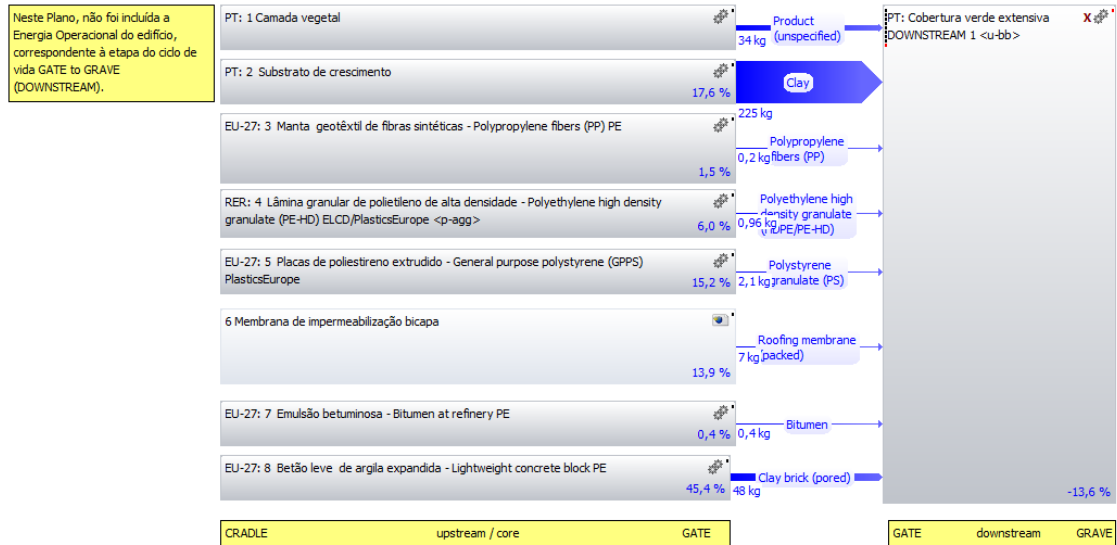 Neste Plano, não foi incluída a
Energia Operacional do edifício,
correspondente à etapa do ciclo de
vida GATE to GRAVE
(DOWNSTREAM).
PT: 1 Camada vegetal
Product
(unspecified)
34 kg
PT: Cobertura verde extensiva
DOWNSTREAM 1 <u-bb>
X
PT: 2 Substrato de crescimento
17,6 %
Clay
225 kg
EU-27: 3 Manta geotêxtil de fibras sintéticas - Polypropylene fibers (PP) PE
1,5 %
Polypropylene
fibers (PP)
0,2 kg
RER: 4 Lâmina granular de polietileno de alta densidade - Polyethylene high density
granulate (PE-HD) ELCD/PlasticsEurope <p-agg>
6,0 %
Polyethylene high
density granulate
(HDPE/PE-HD)
0,96 kg
EU-27: 5 Placas de poliestireno extrudido - General purpose polystyrene (GPPS)
PlasticsEurope
15,2 %
Polystyrene
granulate (PS)
2,1 kg
6 Membrana de impermeabilização bicapa
13,9 %
Roofing membrane
(packed)
7 kg
EU-27: 7 Emulsão betuminosa - Bitumen at refinery PE
0,4 %
Bitumen
0,4 kg
EU-27: 8 Betão leve de argila expandida - Lightweight concrete block PE
45,4 %
Clay brick (pored)
48 kg
-13,6 %
CRADLE upstream / core GATE
GATE downstream GRAVE